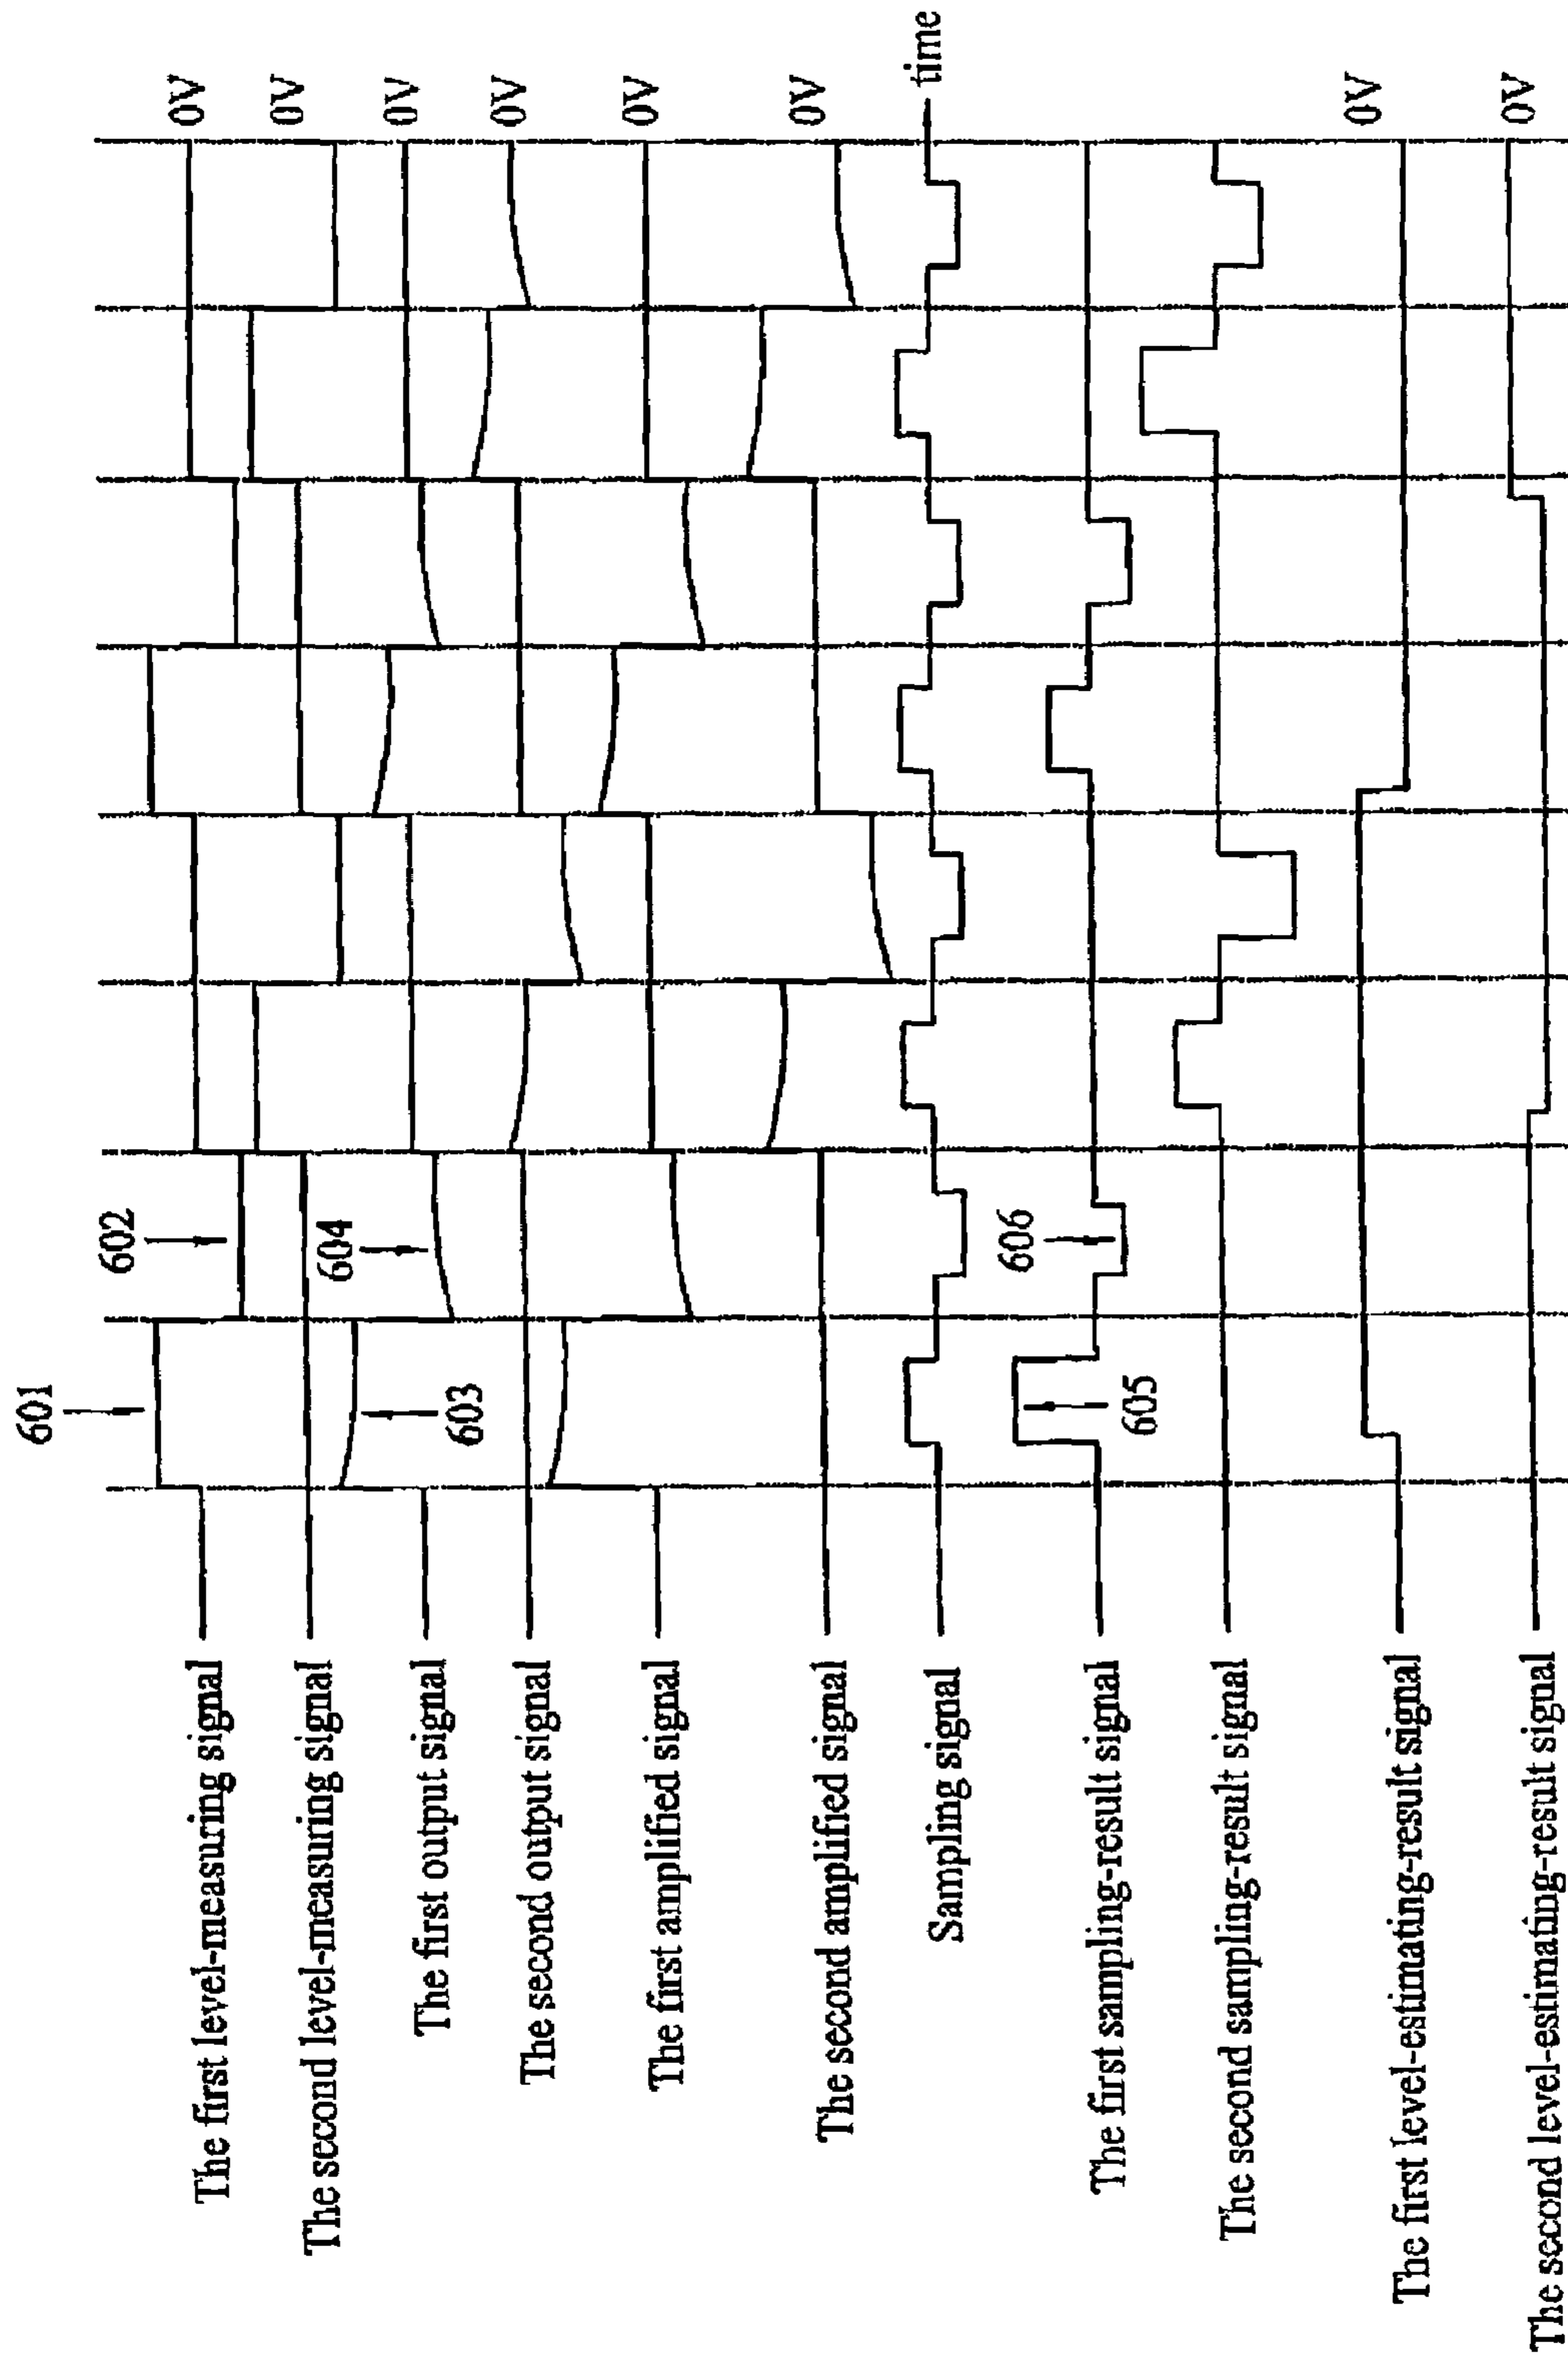 601
602
603
604
605
606
The first level-measuring signal
0V
The second level-measuring signal
0V
The first output signal
0V
The second output signal
0V
The first amplified signal
0V
The second amplified signal
0V
Sampling signal
time
The first sampling-result signal
The second sampling-result signal
The first level-estimating-result signal
0V
The second level-estimating-result signal
0V